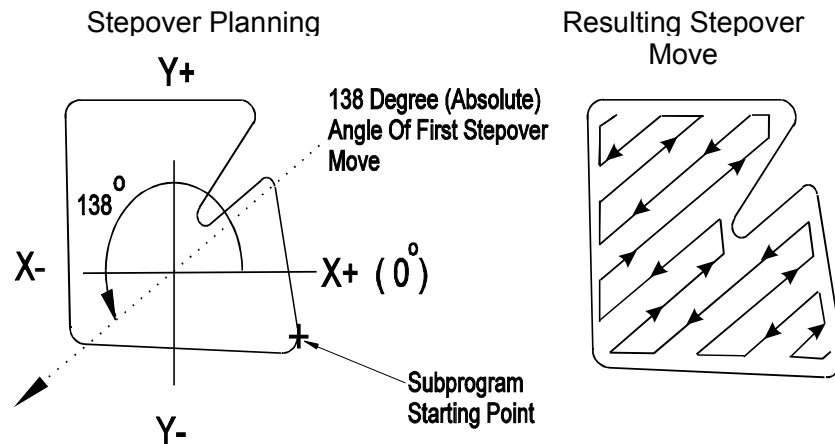 Stepover Planning
Resulting Stepover
Move
Y+
138 Degree (Absolute)
Angle Of First Stepover
Move
138°
X-
X+ (0°)
Subprogram
Starting Point
Y-